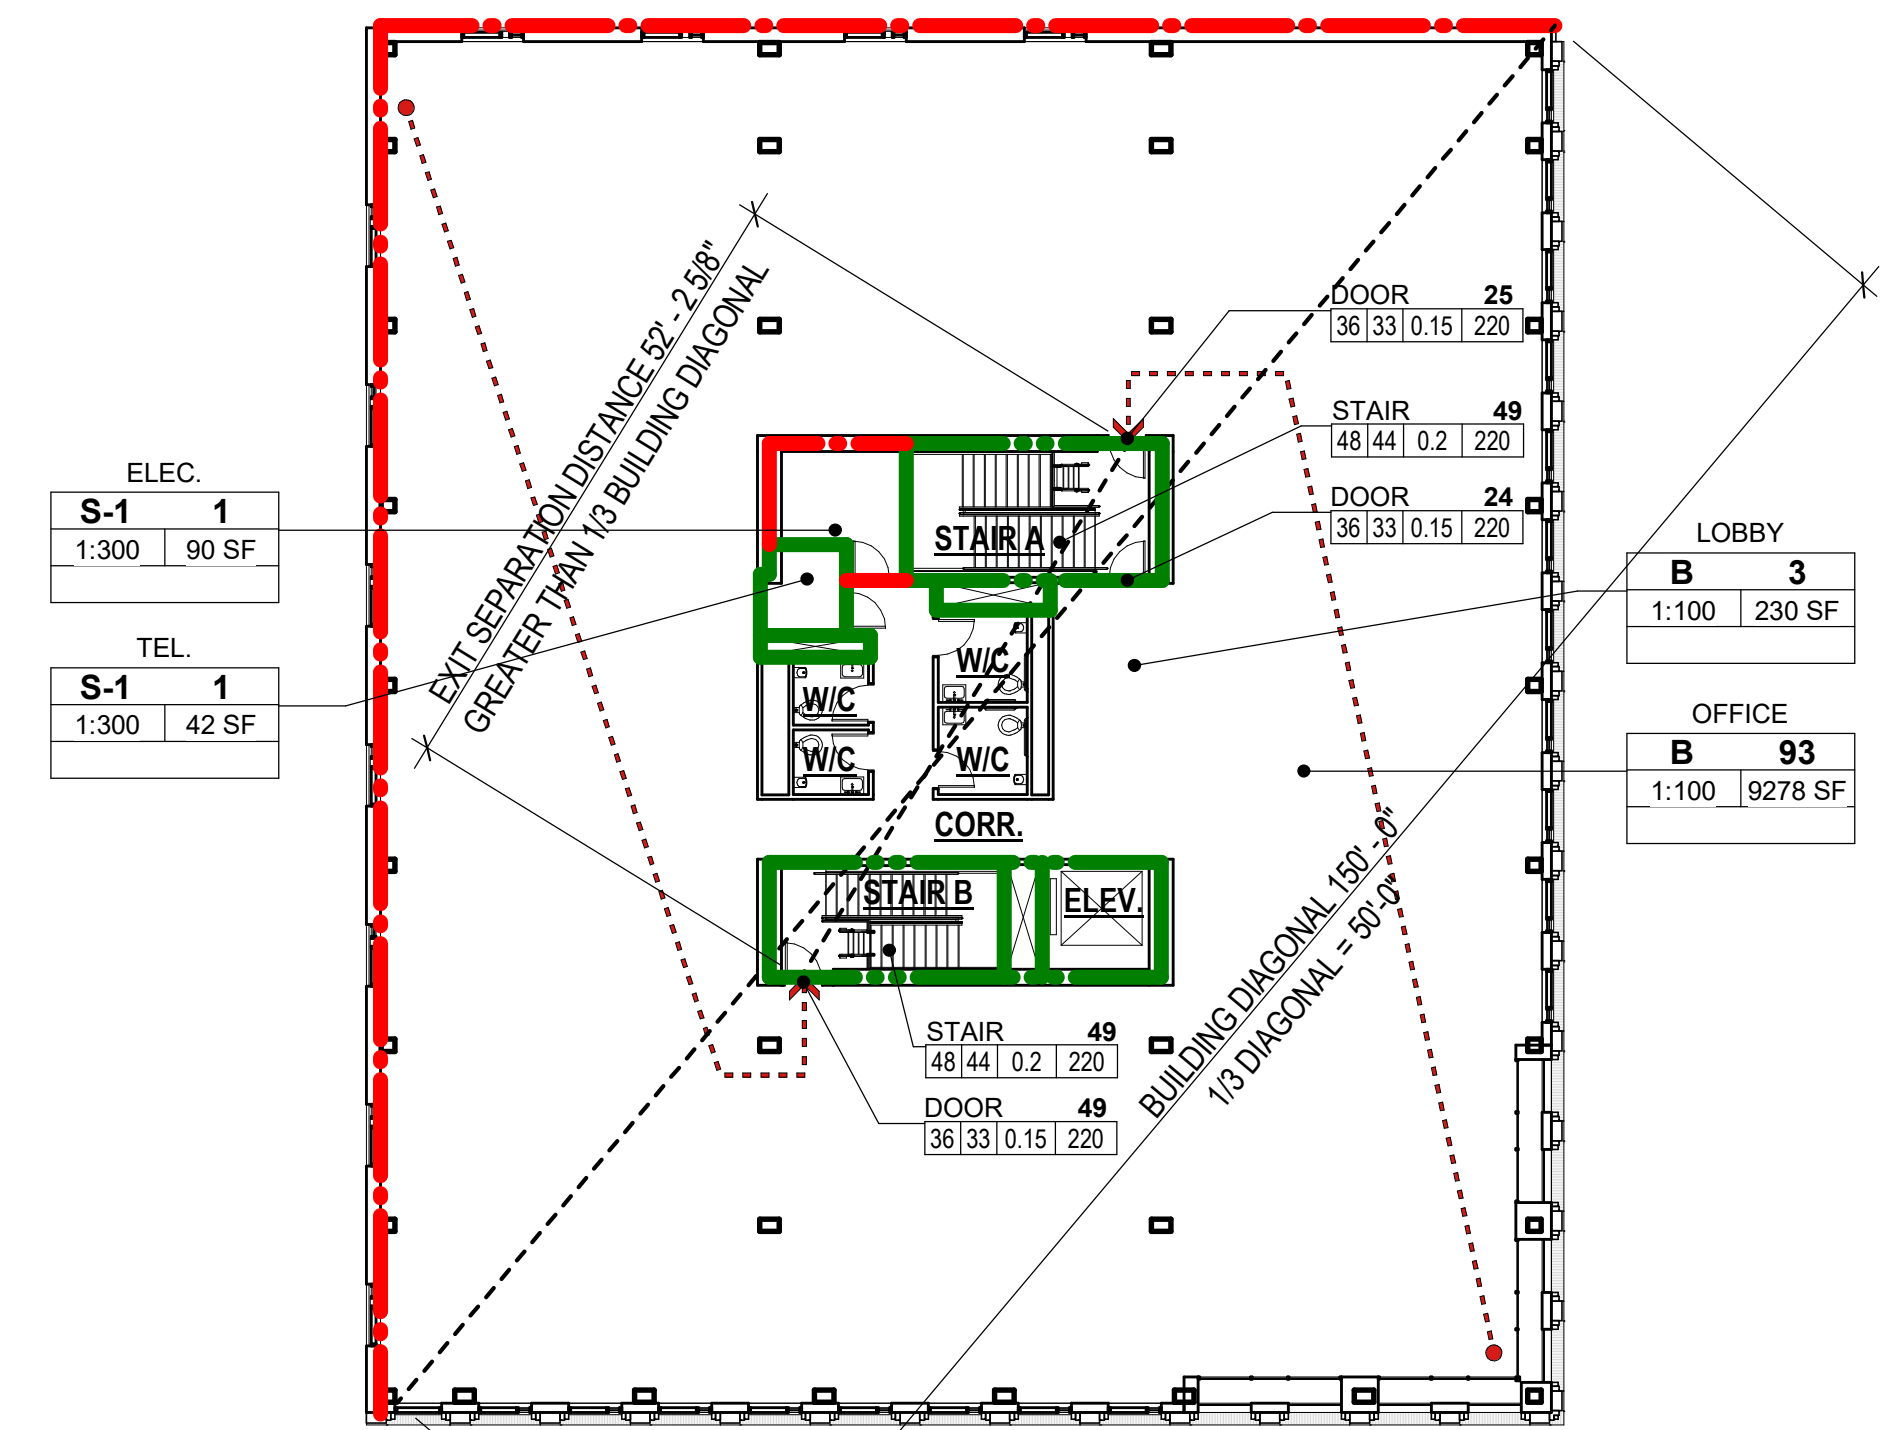 EXIT SEPARATION DISTANCE 52' - 2 5/8"
GREATER THAN 1/3 BUILDING DIAGONAL
DOOR 25
36 33 0.15 220
STAIR 49
48 44 0.2 220
DOOR 24
36 33 0.15 220
ELEC.
S-1 1
1:300 90 SF
TEL.
S-1 1
1:300 42 SF
LOBBY
B 3
1:100 230 SF
OFFICE
B 93
1:100 9278 SF
STAIR A
W/C
W/C
W/C
W/C
CORR.
STAIR B
ELEV.
BUILDING DIAGONAL 150' - 0"
1/3 DIAGONAL = 50'-0"
STAIR 49
48 44 0.2 220
DOOR 49
36 33 0.15 220